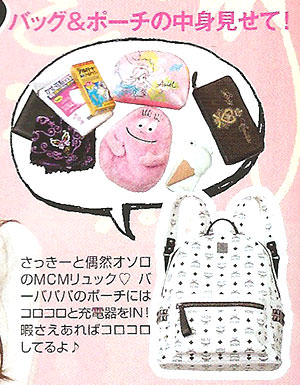 バッグ&ポーチの中身見せて!
さっきーと偶然オソロ
のMCMリュック♡ バ
ーバパパのポーチには
コロコロと充電器をIN!
暇さえあればコロコロ
してるよ♪